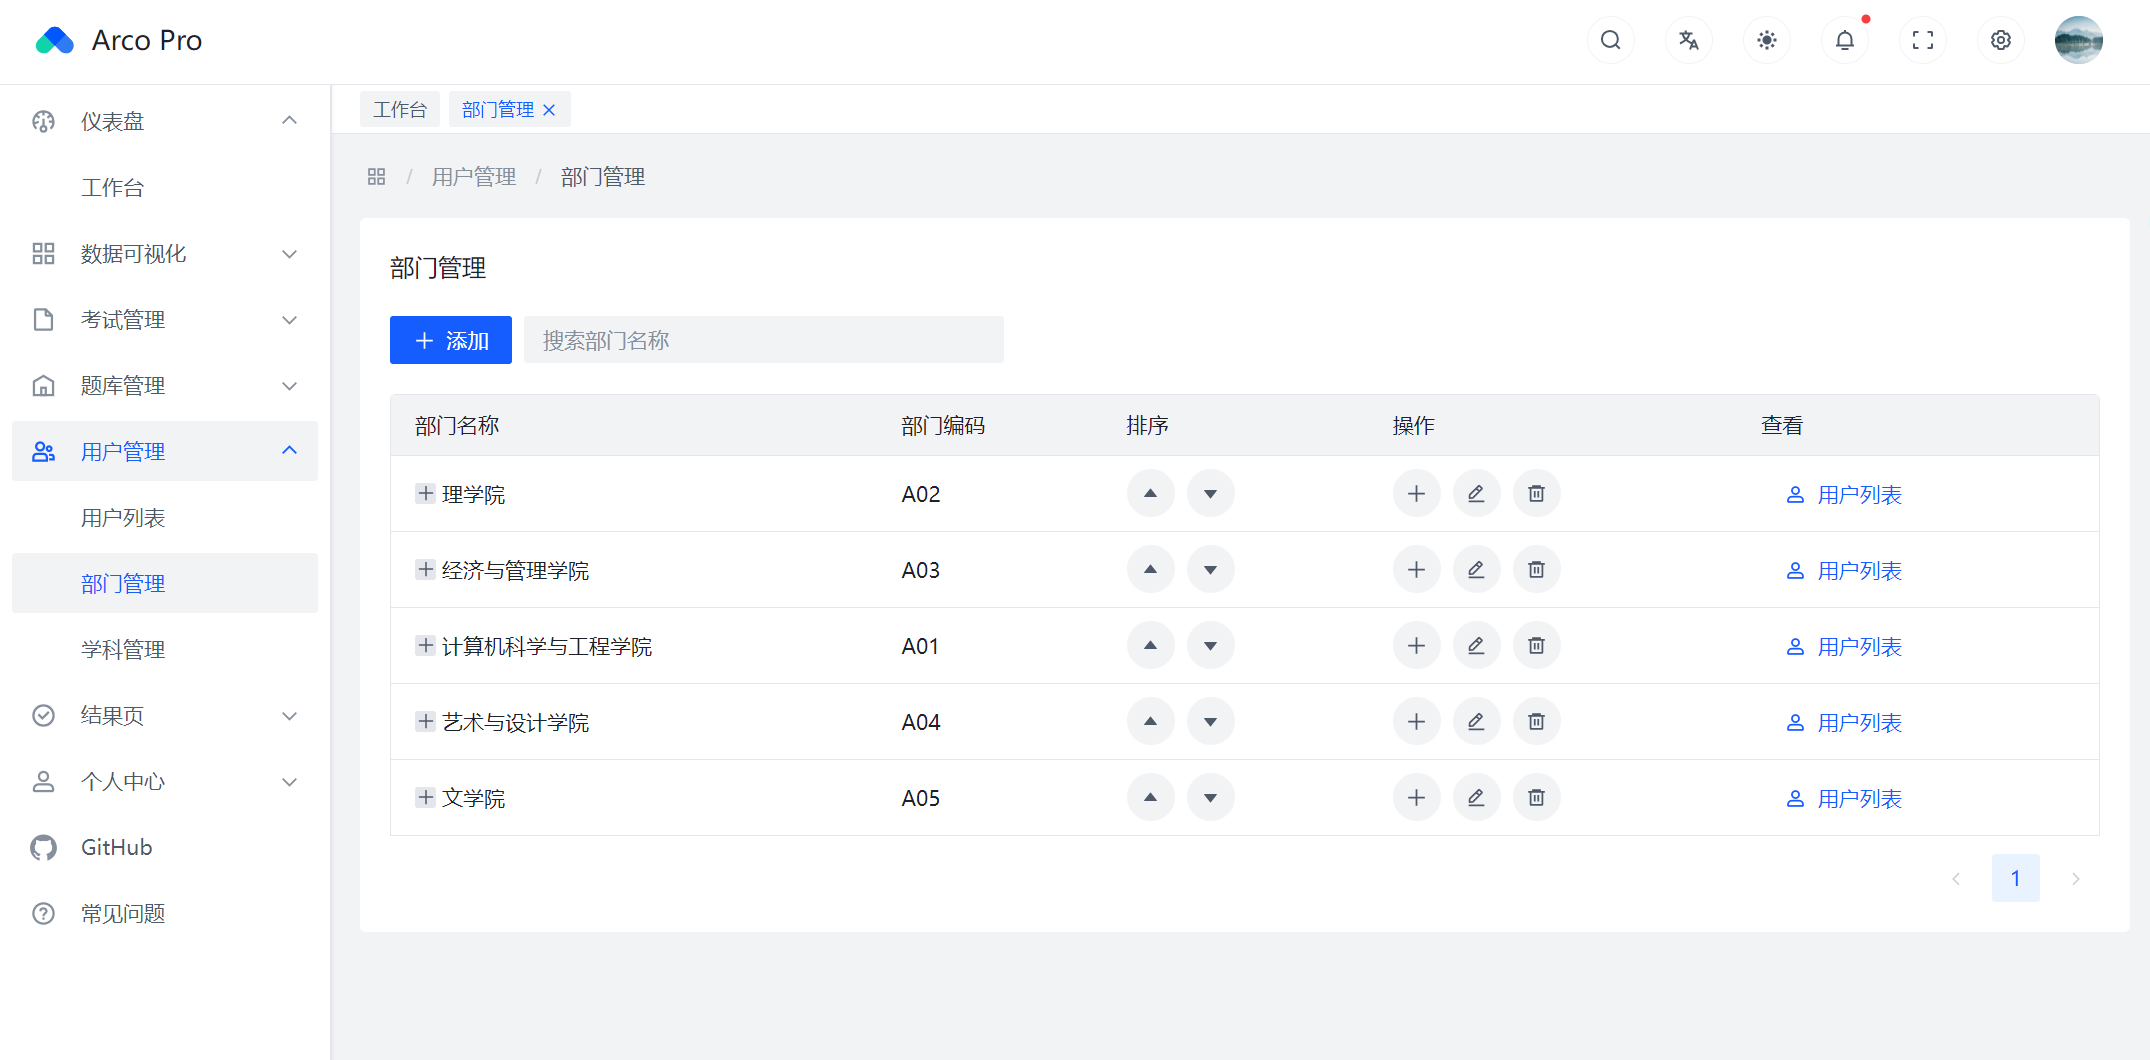 Arco Pro
仪表盘
工作台
数据可视化
考试管理
题库管理
用户管理
用户列表
部门管理
学科管理
结果页
个人中心
GitHub
常见问题
工作台 部门管理
/ 用户管理 / 部门管理
部门管理
添加 搜索部门名称
部门名称 部门编码 排序 操作 查看
理学院 A02 用户列表
经济与管理学院 A03 用户列表
计算机科学与工程学院 A01 用户列表
艺术与设计学院 A04 用户列表
文学院 A05 用户列表
1